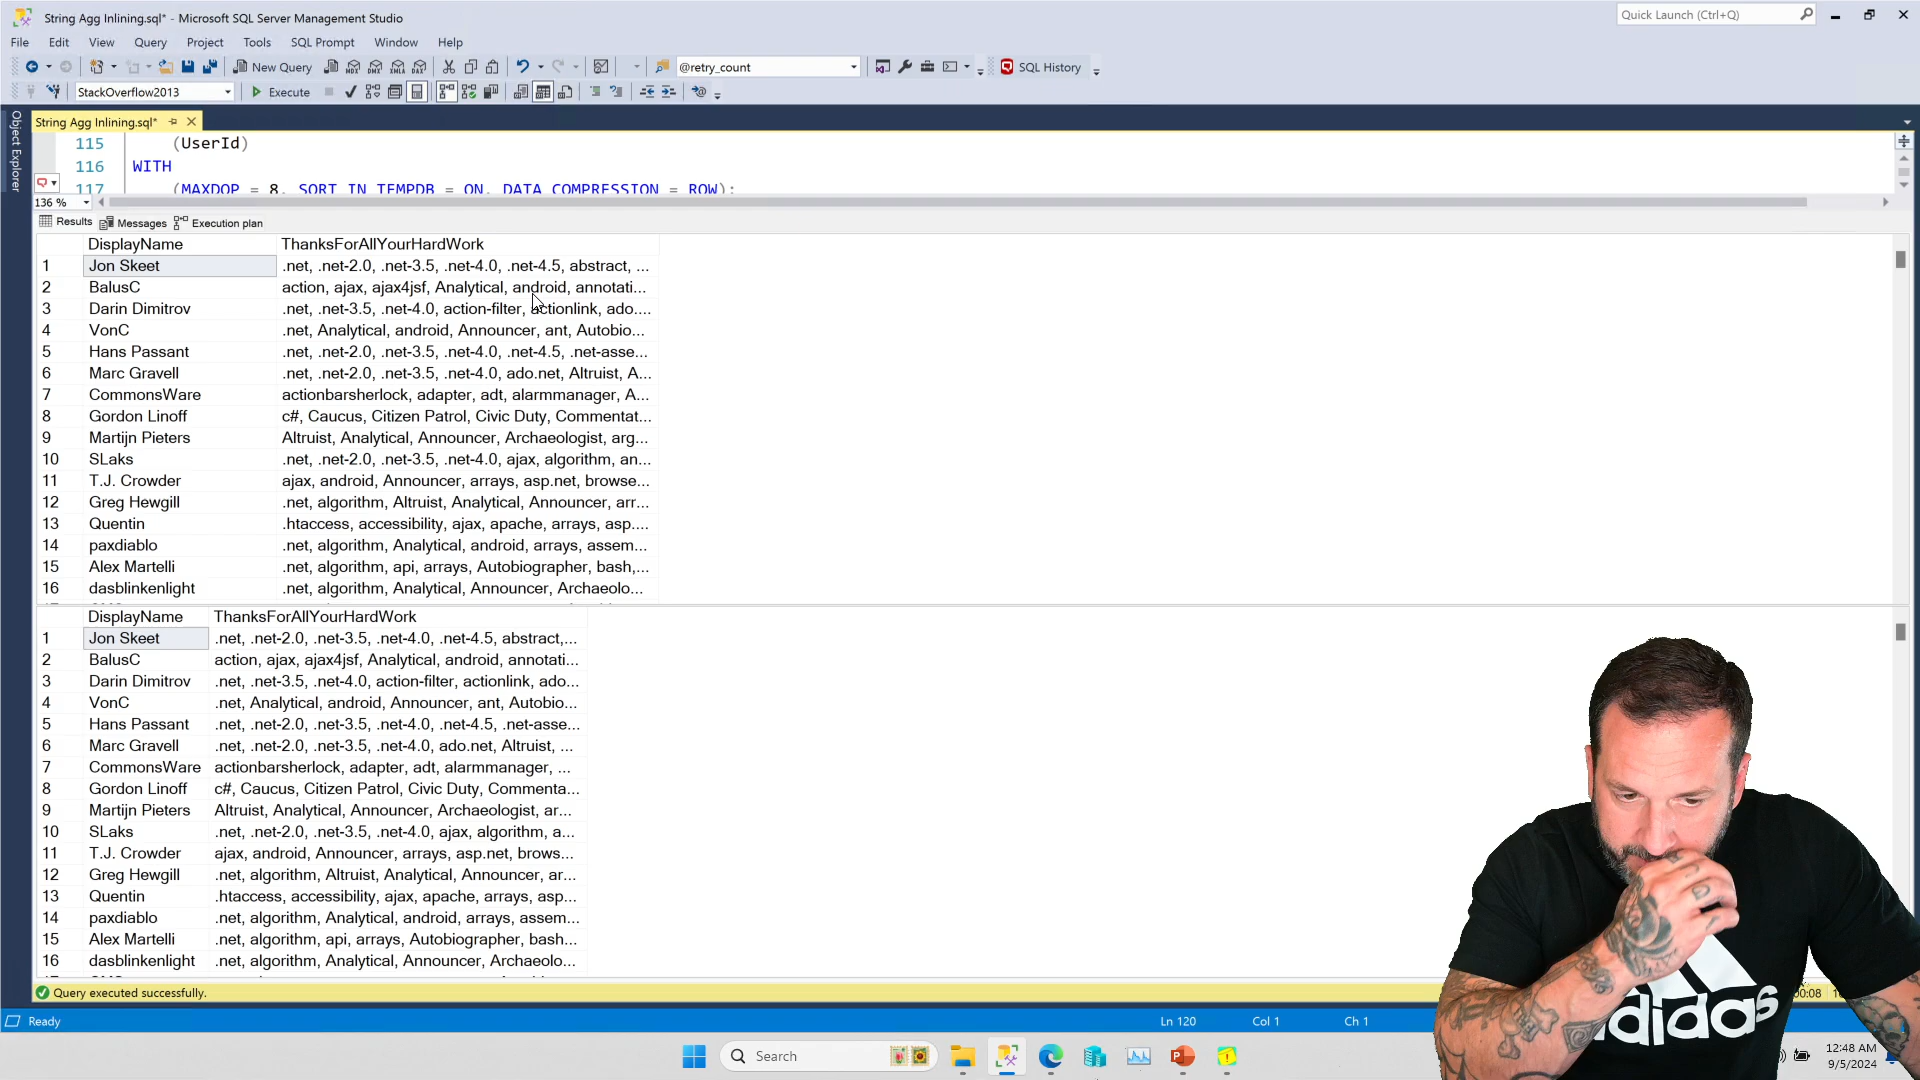 String Agg Inlining.sql* - Microsoft SQL Server Management Studio
Quick Launch (Ctrl+Q)
File Edit View Query Project Tools SQL Prompt Window Help
New Query MDX DMX XMLA DAX @retry_count SQL History
StackOverflow2013 Execute
Object Explorer
String Agg Inlining.sql*
115 (UserId)
116 WITH
117 (MAXDOP = 8, SORT_IN_TEMPDB = ON, DATA_COMPRESSION = ROW);
136 %
Results Messages Execution plan
DisplayName ThanksForAllYourHardWork
1 Jon Skeet .net, .net-2.0, .net-3.5, .net-4.0, .net-4.5, abstract, ...
2 BalusC action, ajax, ajax4jsf, Analytical, android, annotati...
3 Darin Dimitrov .net, .net-3.5, .net-4.0, action-filter, actionlink, ado....
4 VonC .net, Analytical, android, Announcer, ant, Autobio...
5 Hans Passant .net, .net-2.0, .net-3.5, .net-4.0, .net-4.5, .net-asse...
6 Marc Gravell .net, .net-2.0, .net-3.5, .net-4.0, ado.net, Altruist, A...
7 CommonsWare actionbarsherlock, adapter, adt, alarmmanager, A...
8 Gordon Linoff c#, Caucus, Citizen Patrol, Civic Duty, Commentat...
9 Martijn Pieters Altruist, Analytical, Announcer, Archaeologist, arg...
10 SLaks .net, .net-2.0, .net-3.5, .net-4.0, ajax, algorithm, an...
11 T.J. Crowder ajax, android, Announcer, arrays, asp.net, browse...
12 Greg Hewgill .net, algorithm, Altruist, Analytical, Announcer, arr...
13 Quentin .htaccess, accessibility, ajax, apache, arrays, asp....
14 paxdiablo .net, algorithm, Analytical, android, arrays, assem...
15 Alex Martelli .net, algorithm, api, arrays, Autobiographer, bash,...
16 dasblinkenlight .net, algorithm, Analytical, Announcer, Archaeolo...
DisplayName ThanksForAllYourHardWork
1 Jon Skeet .net, .net-2.0, .net-3.5, .net-4.0, .net-4.5, abstract,...
2 BalusC action, ajax, ajax4jsf, Analytical, android, annotati...
3 Darin Dimitrov .net, .net-3.5, .net-4.0, action-filter, actionlink, ado...
4 VonC .net, Analytical, android, Announcer, ant, Autobio...
5 Hans Passant .net, .net-2.0, .net-3.5, .net-4.0, .net-4.5, .net-asse...
6 Marc Gravell .net, .net-2.0, .net-3.5, .net-4.0, ado.net, Altruist, ...
7 CommonsWare actionbarsherlock, adapter, adt, alarmmanager, ...
8 Gordon Linoff c#, Caucus, Citizen Patrol, Civic Duty, Commenta...
9 Martijn Pieters Altruist, Analytical, Announcer, Archaeologist, ar...
10 SLaks .net, .net-2.0, .net-3.5, .net-4.0, ajax, algorithm, a...
11 T.J. Crowder ajax, android, Announcer, arrays, asp.net, brows...
12 Greg Hewgill .net, algorithm, Altruist, Analytical, Announcer, ar...
13 Quentin .htaccess, accessibility, ajax, apache, arrays, asp...
14 paxdiablo .net, algorithm, Analytical, android, arrays, assem...
15 Alex Martelli .net, algorithm, api, arrays, Autobiographer, bash...
16 dasblinkenlight .net, algorithm, Analytical, Announcer, Archaeolo...
Query executed successfully. 00:08
Ready Ln 120 Col 1 Ch 1
adidas
Search
12:48 AM
9/5/2024